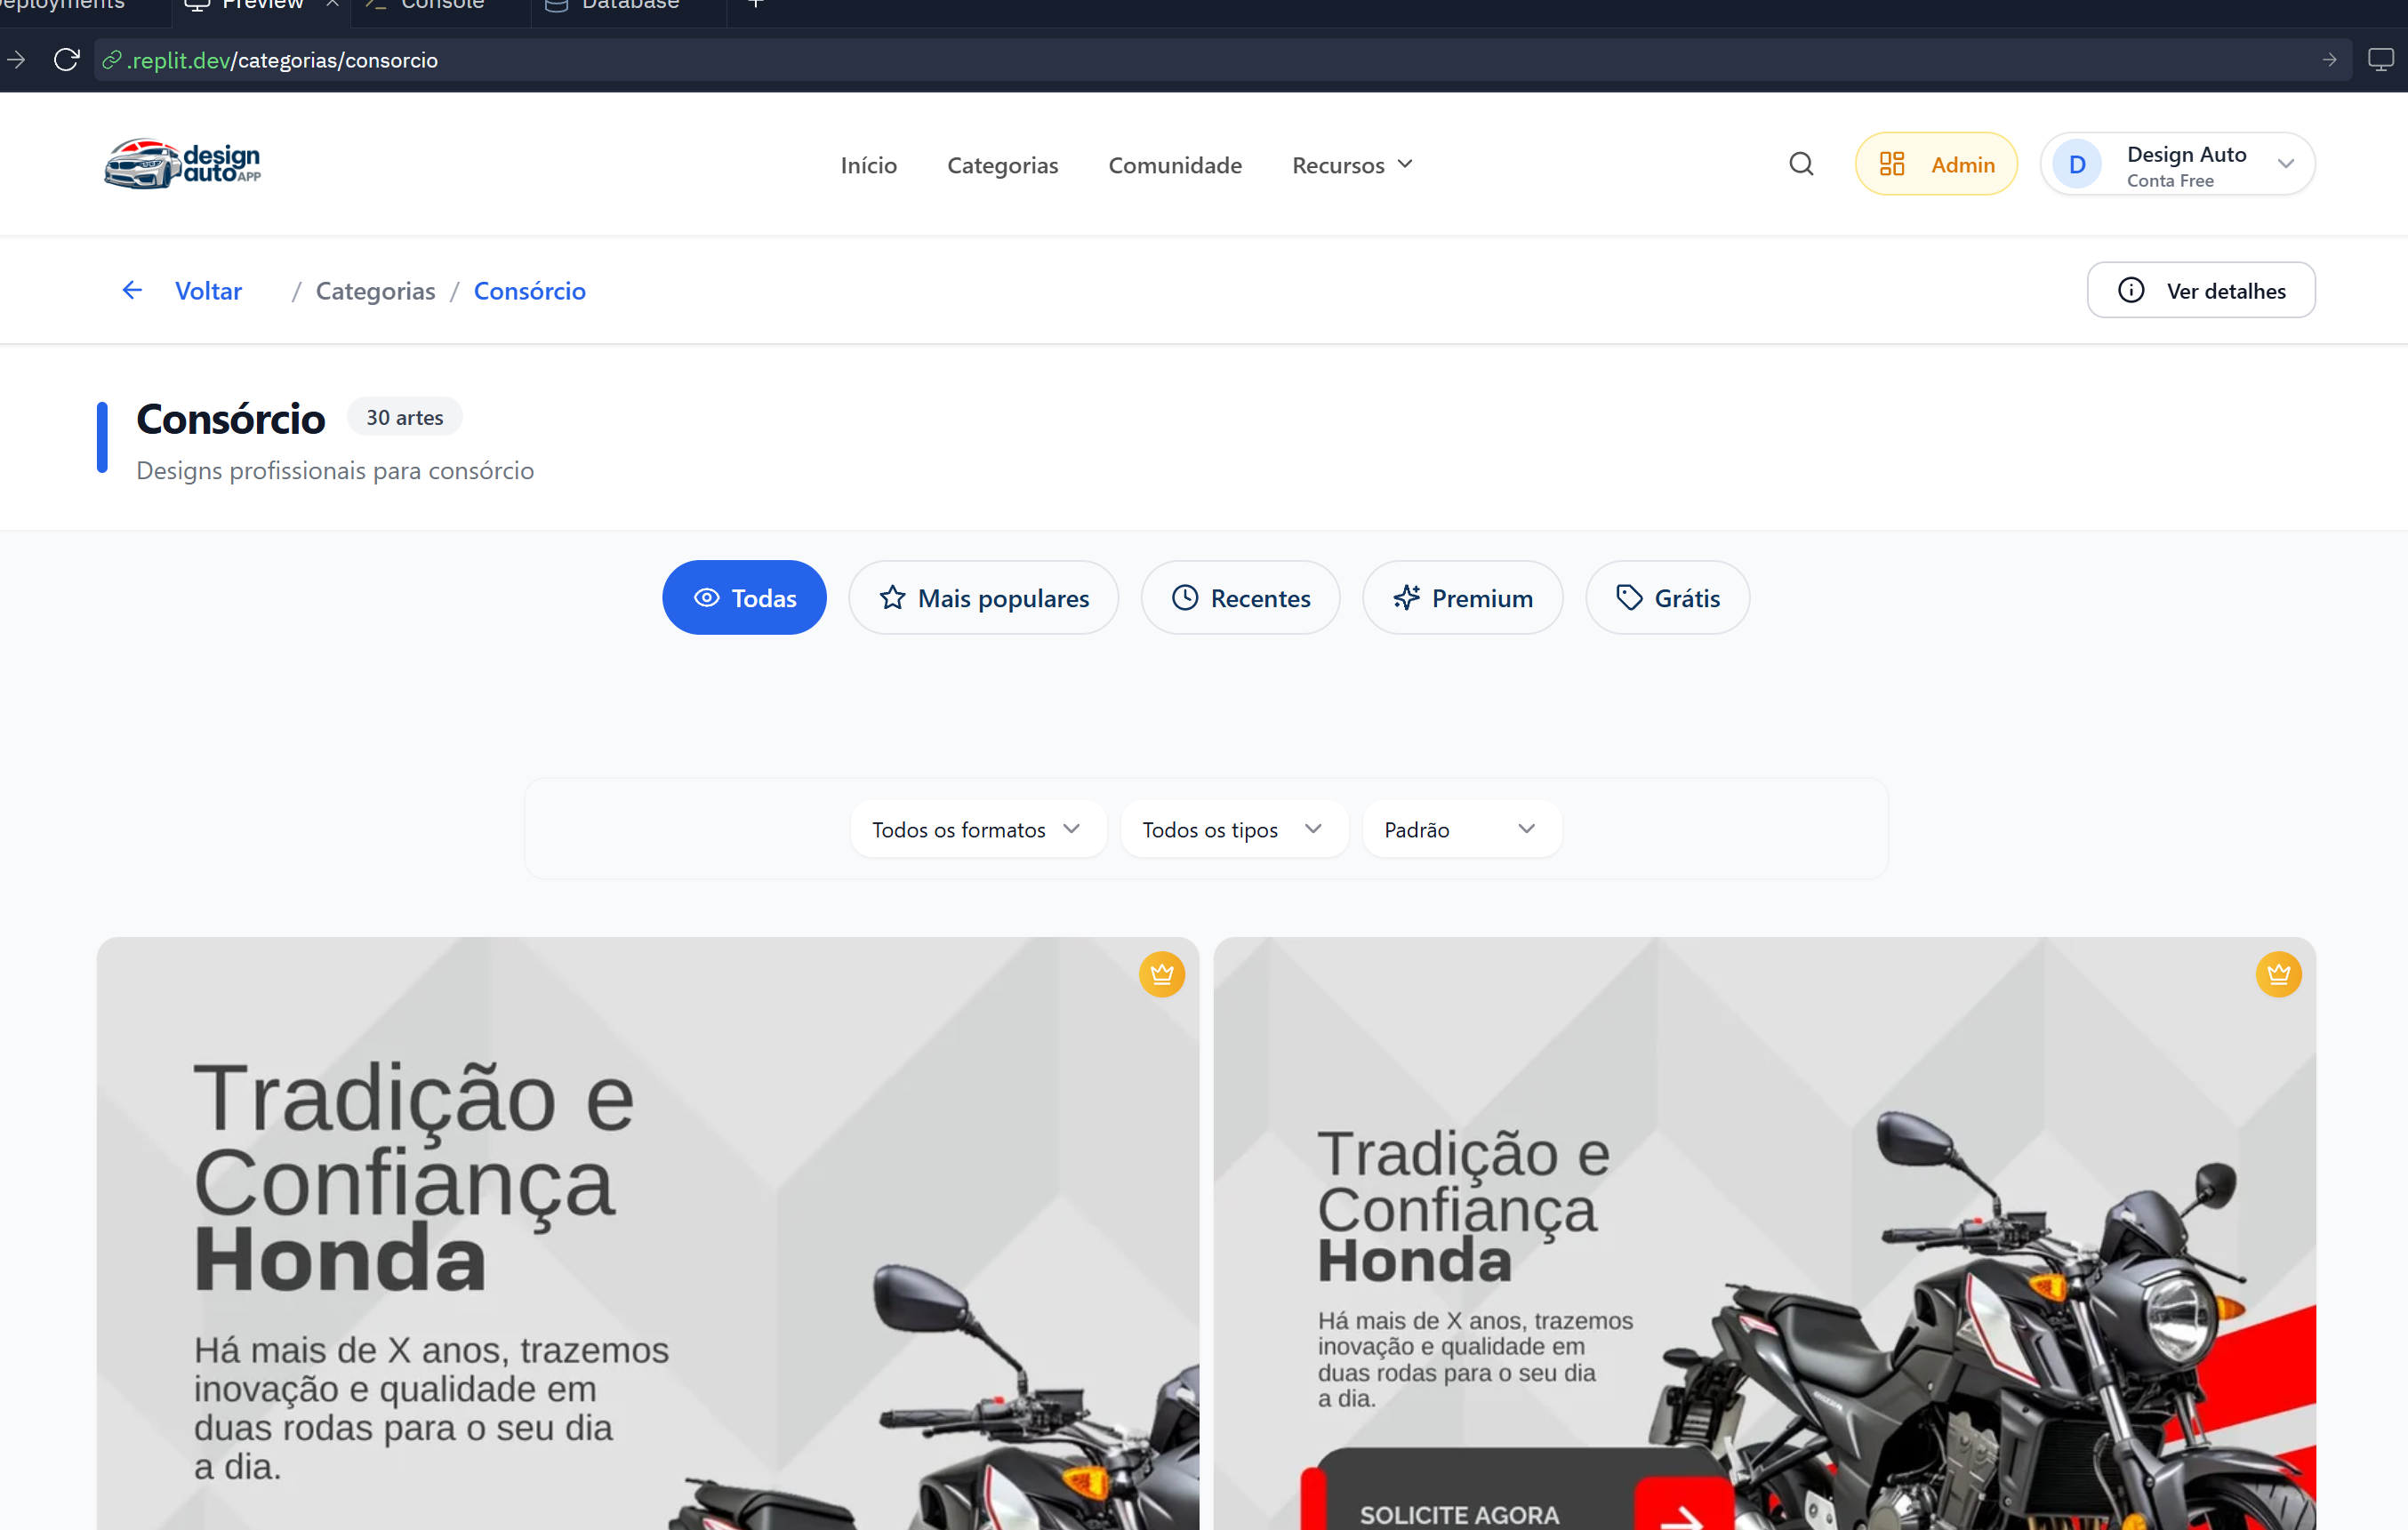 Preview
Console
Database
.replit.dev/categorias/consorcio
design
auto APP
Início
Categorias
Comunidade
Recursos
Admin
D
Design Auto
Conta Free
Voltar / Categorias / Consórcio
Ver detalhes
Consórcio
30 artes
Designs profissionais para consórcio
Todas
Mais populares
Recentes
Premium
Grátis
Todos os formatos
Todos os tipos
Padrão
Tradição e
Confiança
Honda
Há mais de X anos, trazemos
inovação e qualidade em
duas rodas para o seu dia
a dia.
Tradição e
Confiança
Honda
Há mais de X anos, trazemos
inovação e qualidade em
duas rodas para o seu dia
a dia.
SOLICITE AGORA